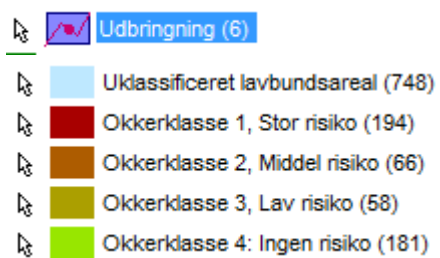 Udbringning (6)
Uklassificeret lavbundsareal (748)
Okkerklasse 1, Stor risiko (194)
Okkerklasse 2, Middel risiko (66)
Okkerklasse 3, Lav risiko (58)
Okkerklasse 4: Ingen risiko (181)